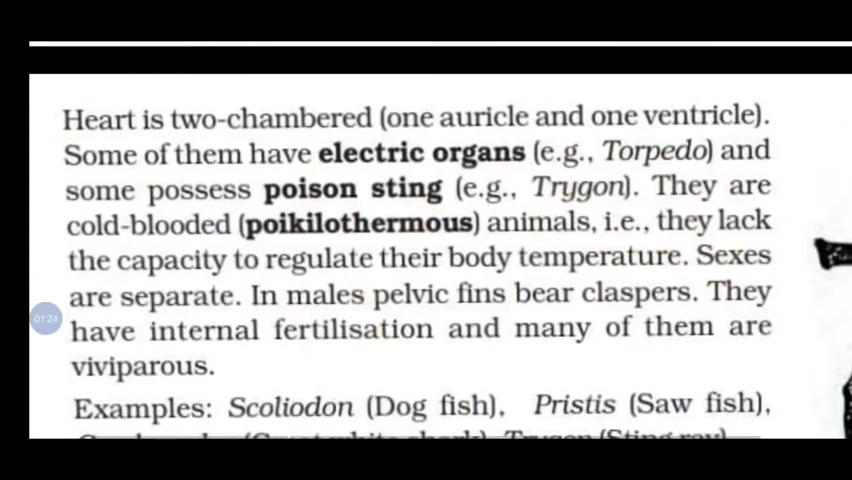 Heart is two-chambered (one auricle and one ventricle).
Some of them have electric organs (e.g., Torpedo) and
some possess poison sting (e.g., Trygon). They are
cold-blooded (poikilothermous) animals, i.e., they lack
the capacity to regulate their body temperature. Sexes
are separate. In males pelvic fins bear claspers. They
01:24
have internal fertilisation and many of them are
viviparous.
Examples: Scoliodon (Dog fish), Pristis (Saw fish),